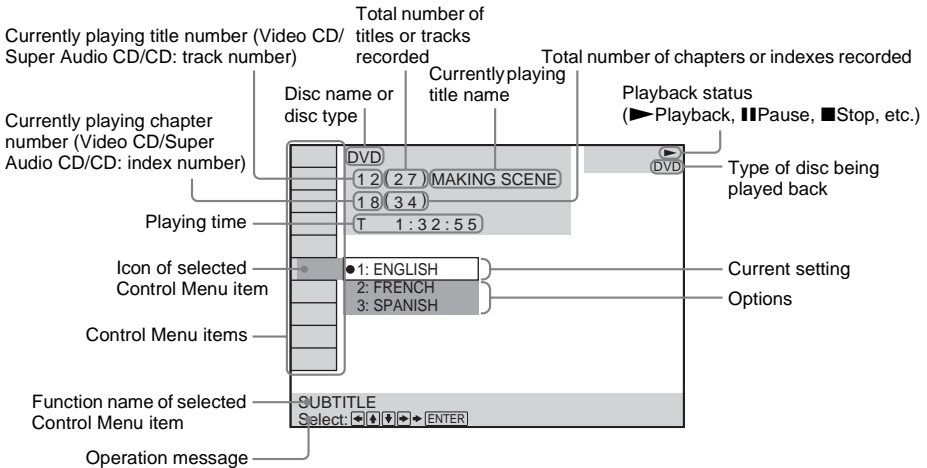 Total number of
titles or tracks
recorded
Currently playing title number (Video CD/
Super Audio CD/CD: track number)
Currently playing
title name
Total number of chapters or indexes recorded
Disc name or
disc type
Playback status
(►Playback, ❚❚Pause, ■Stop, etc.)
Currently playing chapter
number (Video CD/Super
Audio CD/CD: index number)
Type of disc being
played back
DVD
►
DVD
1 2 ( 2 7 ) MAKING SCENE
1 8 ( 3 4 )
T 1 : 3 2 : 5 5
Playing time
Icon of selected
Control Menu item
●1: ENGLISH
2: FRENCH
3: SPANISH
Current setting
Options
Control Menu items
Function name of selected
Control Menu item
SUBTITLE
Select: ←↑↓→ → ENTER
Operation message